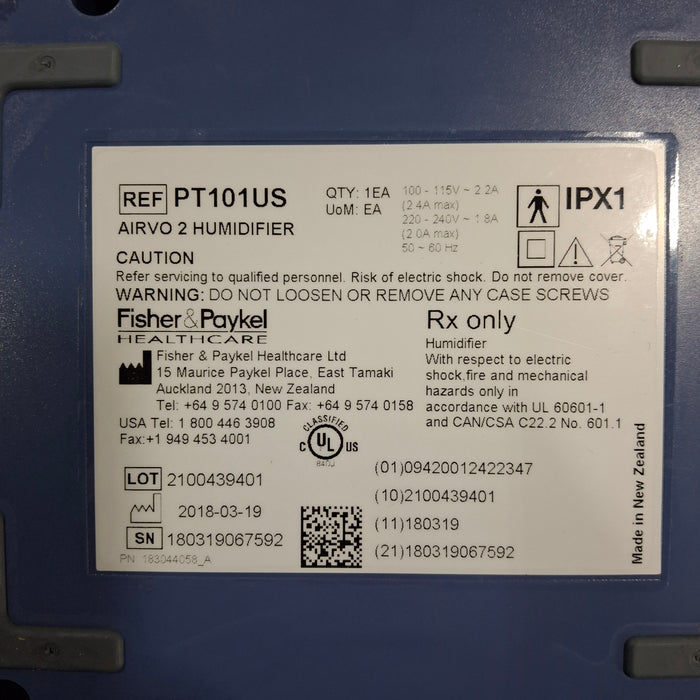 REF PT101US
AIRVO 2 HUMIDIFIER
QTY: 1EA
UoM: EA
100 - 115V ~ 2.2A
(2.4A max)
220 - 240V ~ 1.8A
(2.0A max)
50 ~ 60 Hz
IPX1
CAUTION
Refer servicing to qualified personnel. Risk of electric shock. Do not remove cover.
WARNING: DO NOT LOOSEN OR REMOVE ANY CASE SCREWS
Fisher&Paykel
HEALTHCARE
Fisher & Paykel Healthcare Ltd
15 Maurice Paykel Place, East Tamaki
Auckland 2013, New Zealand
Tel: +64 9 574 0100 Fax: +64 9 574 0158
USA Tel: 1 800 446 3908
Fax:+1 949 453 4001
Rx only
Humidifier
With respect to electric
shock,fire and mechanical
hazards only in
accordance with UL 60601-1
and CAN/CSA C22.2 No. 601.1
CLASSIFIED
C UL US
84DJ
LOT 2100439401
2018-03-19
SN 180319067592
PN 183044058_A
(01)09420012422347
(10)2100439401
(11)180319
(21)180319067592
Made in New Zealand